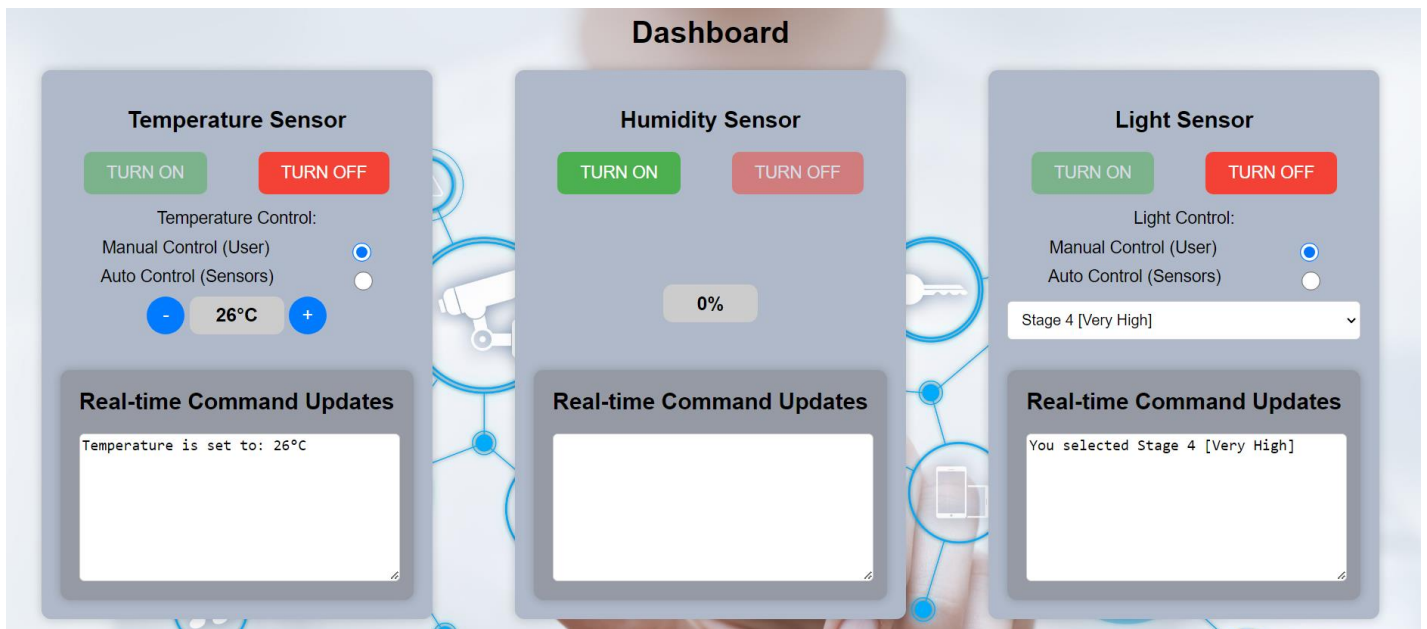 Dashboard
Temperature Sensor
TURN ON TURN OFF
Temperature Control:
Manual Control (User)
Auto Control (Sensors)
- 26°C +
Real-time Command Updates
Temperature is set to: 26°C
Humidity Sensor
TURN ON TURN OFF
0%
Real-time Command Updates
Light Sensor
TURN ON TURN OFF
Light Control:
Manual Control (User)
Auto Control (Sensors)
Stage 4 [Very High]
Real-time Command Updates
You selected Stage 4 [Very High]